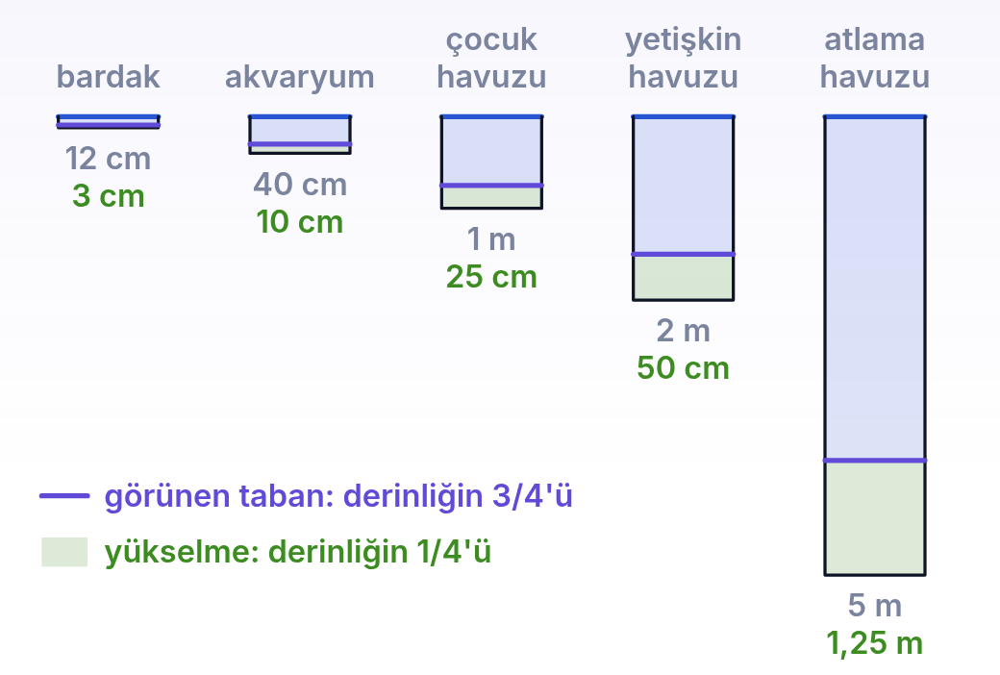 bardak
12 cm
3 cm
akvaryum
40 cm
10 cm
çocuk
havuzu
1 m
25 cm
yetişkin
havuzu
2 m
50 cm
atlama
havuzu
5 m
1,25 m
görünen taban: derinliğin 3/4'ü
yükselme: derinliğin 1/4'ü